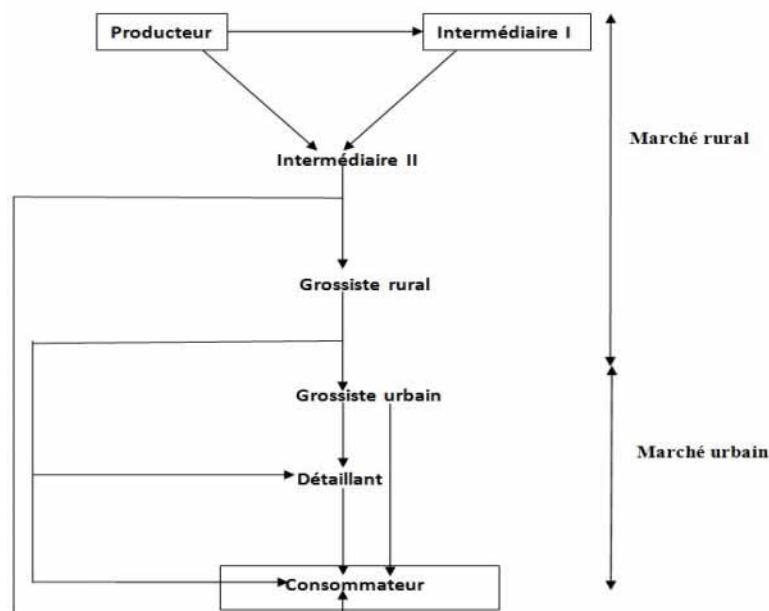 Producteur
Intermédiaire I
Marché rural
Intermédiaire II
Grossiste rural
Grossiste urbain
Marché urbain
Détaillant
Consommateur